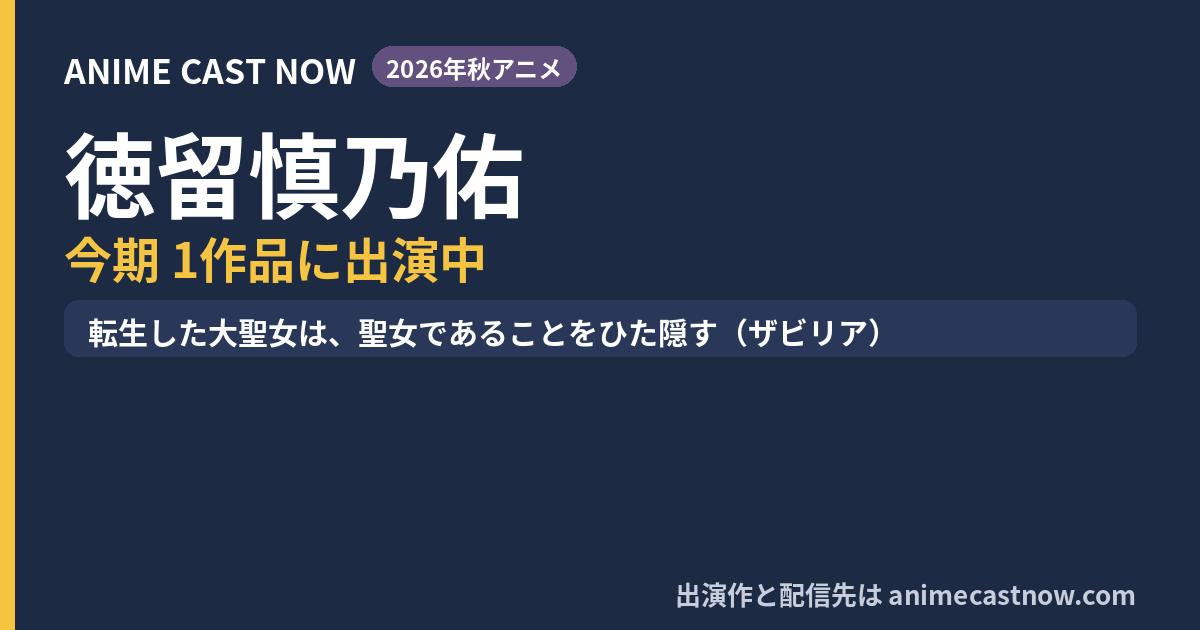 ANIME CAST NOW 2026年秋アニメ
徳留慎乃佑
今期 1作品に出演中
転生した大聖女は、聖女であることをひた隠す（ザビリア）
出演作と配信先は animecastnow.com